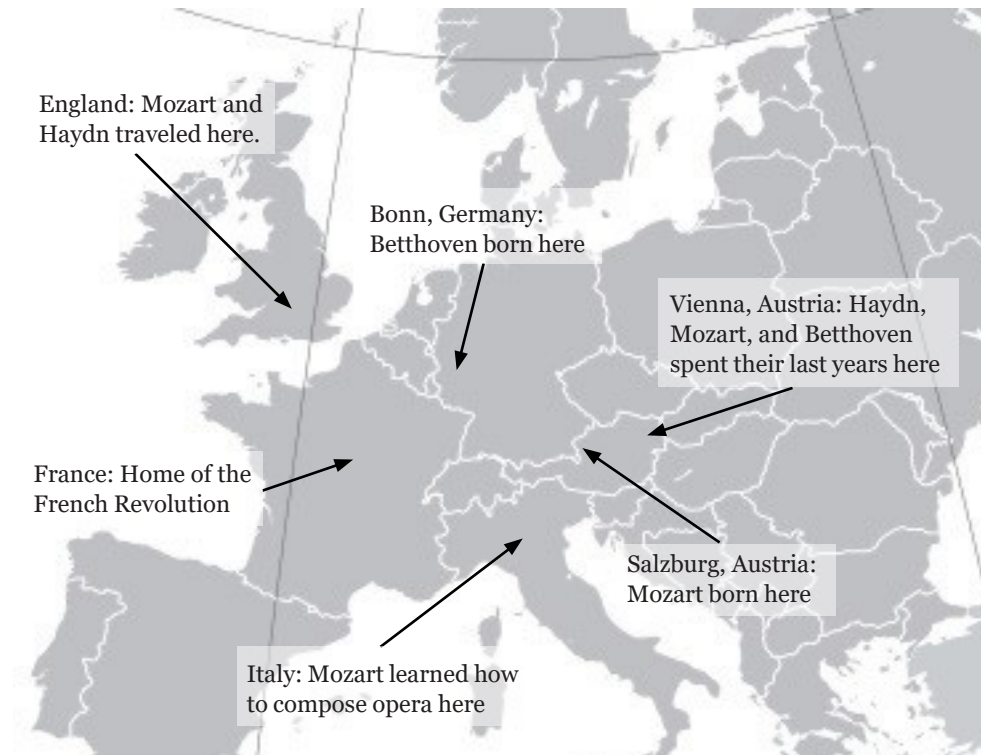 England: Mozart and
Haydn traveled here.
Bonn, Germany:
Betthoven born here
Vienna, Austria: Haydn,
Mozart, and Betthoven
spent their last years here
France: Home of the
French Revolution
Salzburg, Austria:
Mozart born here
Italy: Mozart learned how
to compose opera here